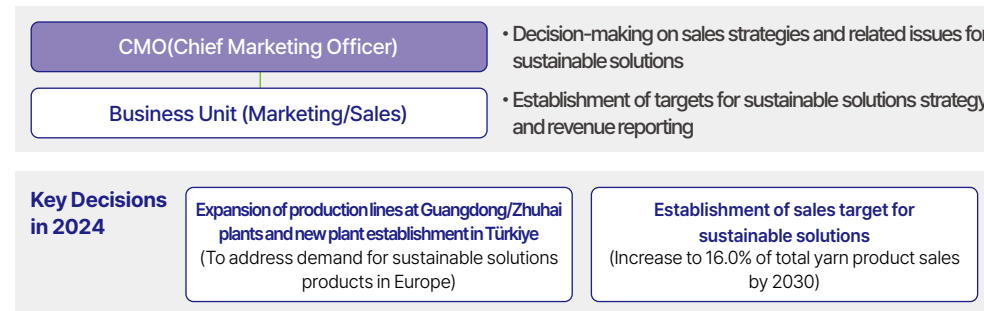 CMO(Chief Marketing Officer)
• Decision-making on sales strategies and related issues for
sustainable solutions
Business Unit (Marketing/Sales)
• Establishment of targets for sustainable solutions strategy
and revenue reporting
Key Decisions
in 2024
Expansion of production lines at Guangdong/Zhuhai
plants and new plant establishment in Türkiye
(To address demand for sustainable solutions
products in Europe)
Establishment of sales target for
sustainable solutions
(Increase to 16.0% of total yarn product sales
by 2030)